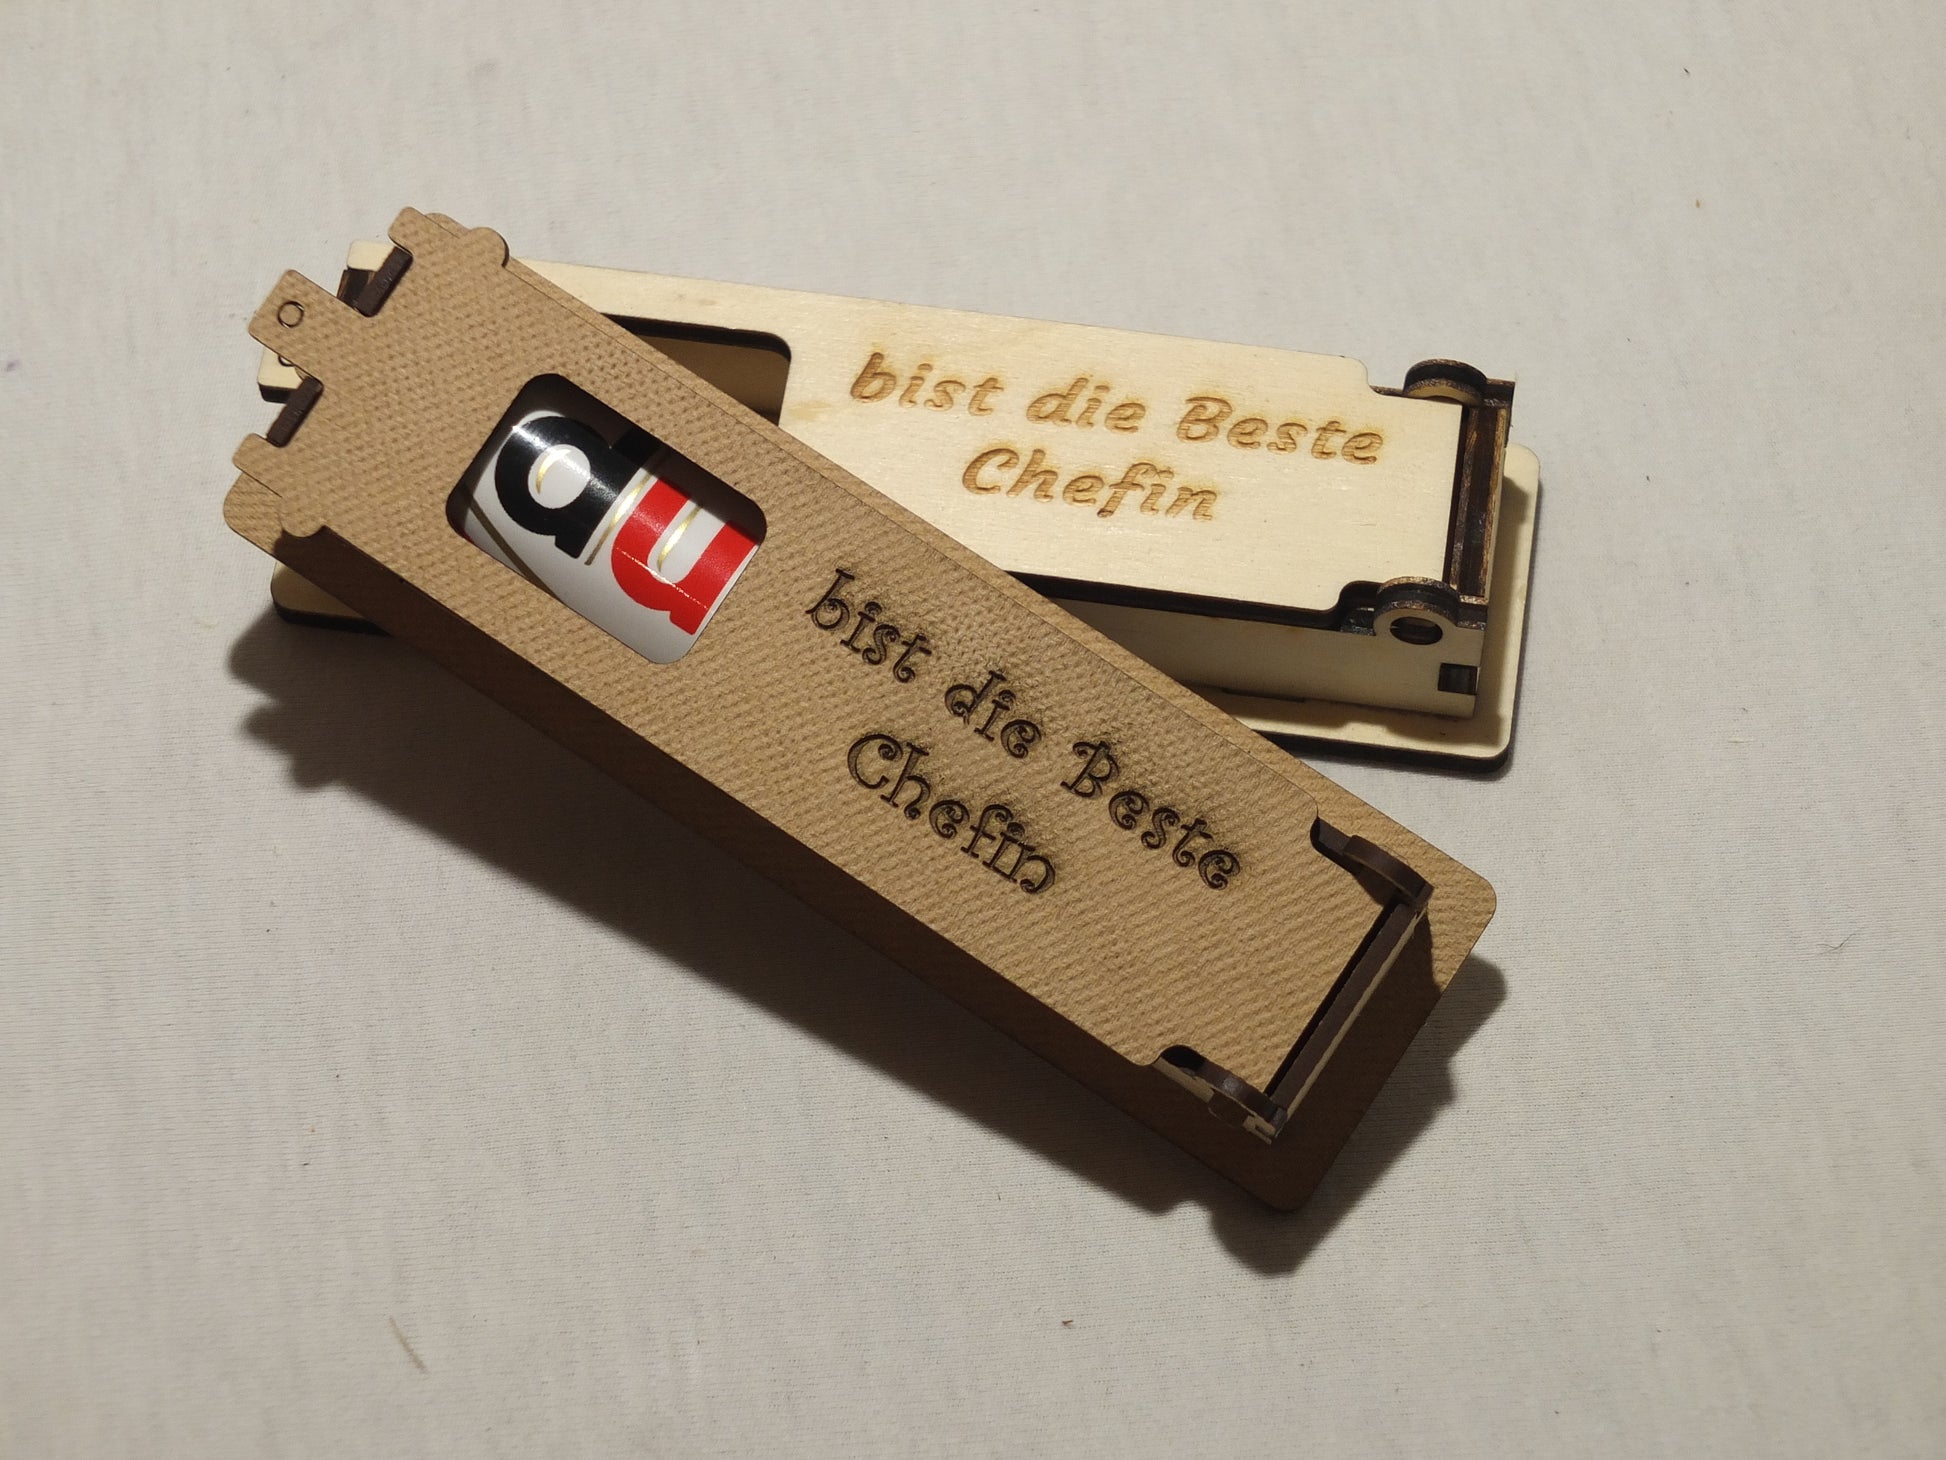 du
bist die Beste
Chefin
bist die Beste
Chefin